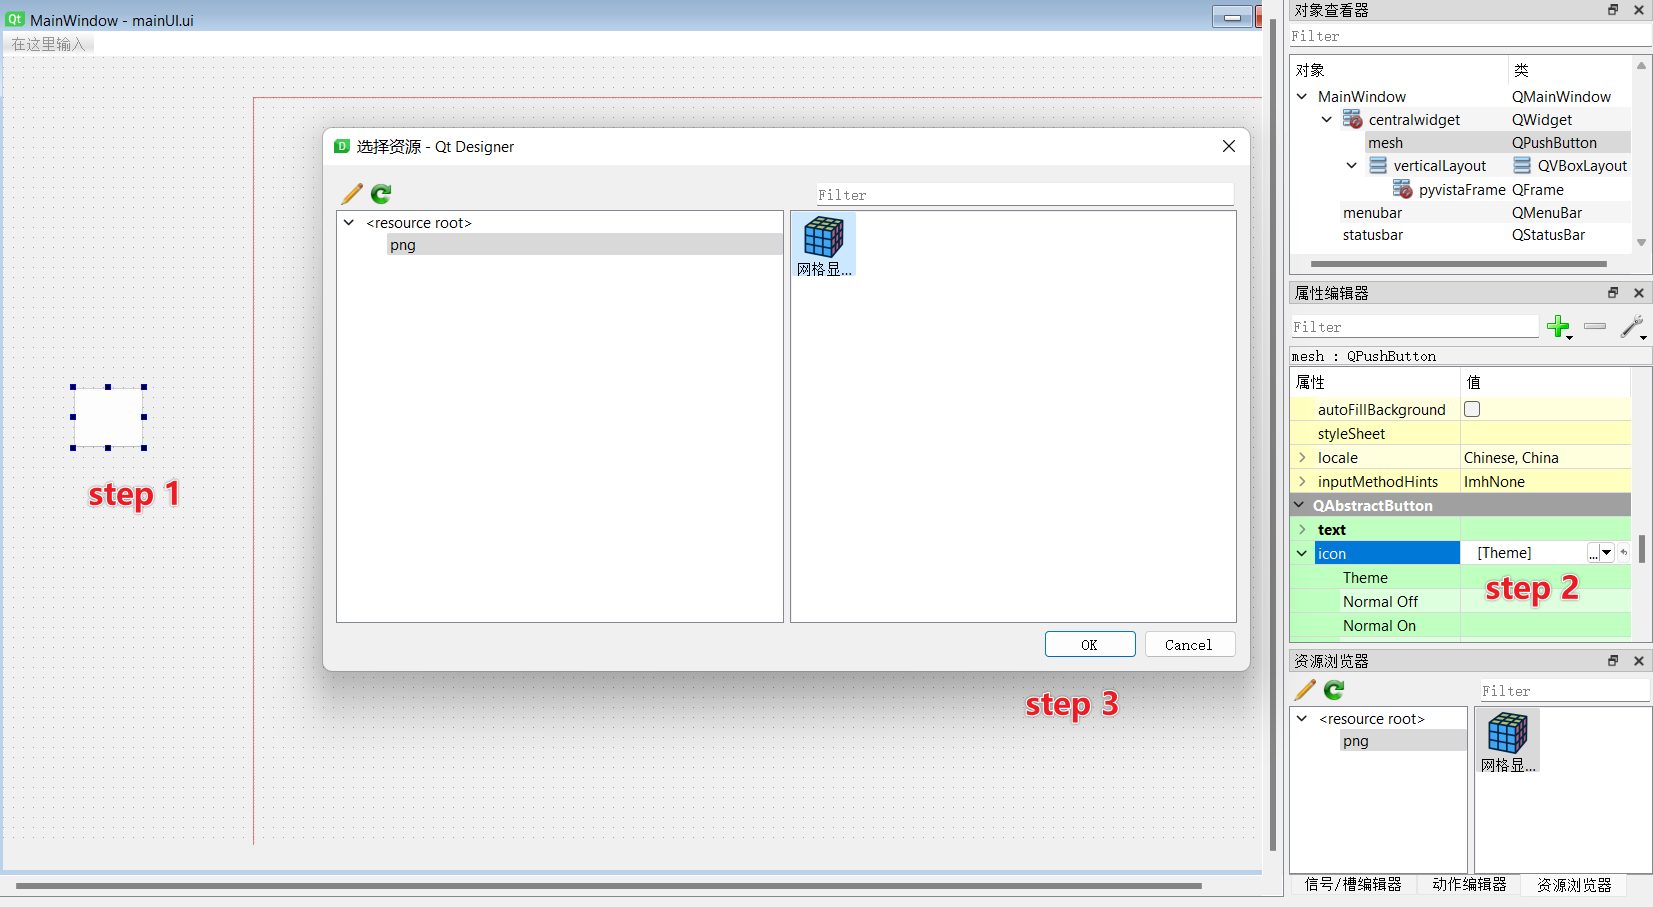 MainWindow - mainUI.ui
在这里输入
选择资源 - Qt Designer
Filter
<resource root>
png
网格显...
OK
Cancel
step 1
step 2
step 3
对象查看器
Filter
对象 类
MainWindow QMainWindow
centralwidget QWidget
mesh QPushButton
verticalLayout QVBoxLayout
pyvistaFrame QFrame
menubar QMenuBar
statusbar QStatusBar
属性编辑器
Filter
mesh : QPushButton
属性 值
autoFillBackground
styleSheet
locale Chinese, China
inputMethodHints ImhNone
QAbstractButton
text
icon [Theme] ...
Theme
Normal Off
Normal On
资源浏览器
Filter
<resource root>
png
网格显...
信号/槽编辑器 动作编辑器 资源浏览器